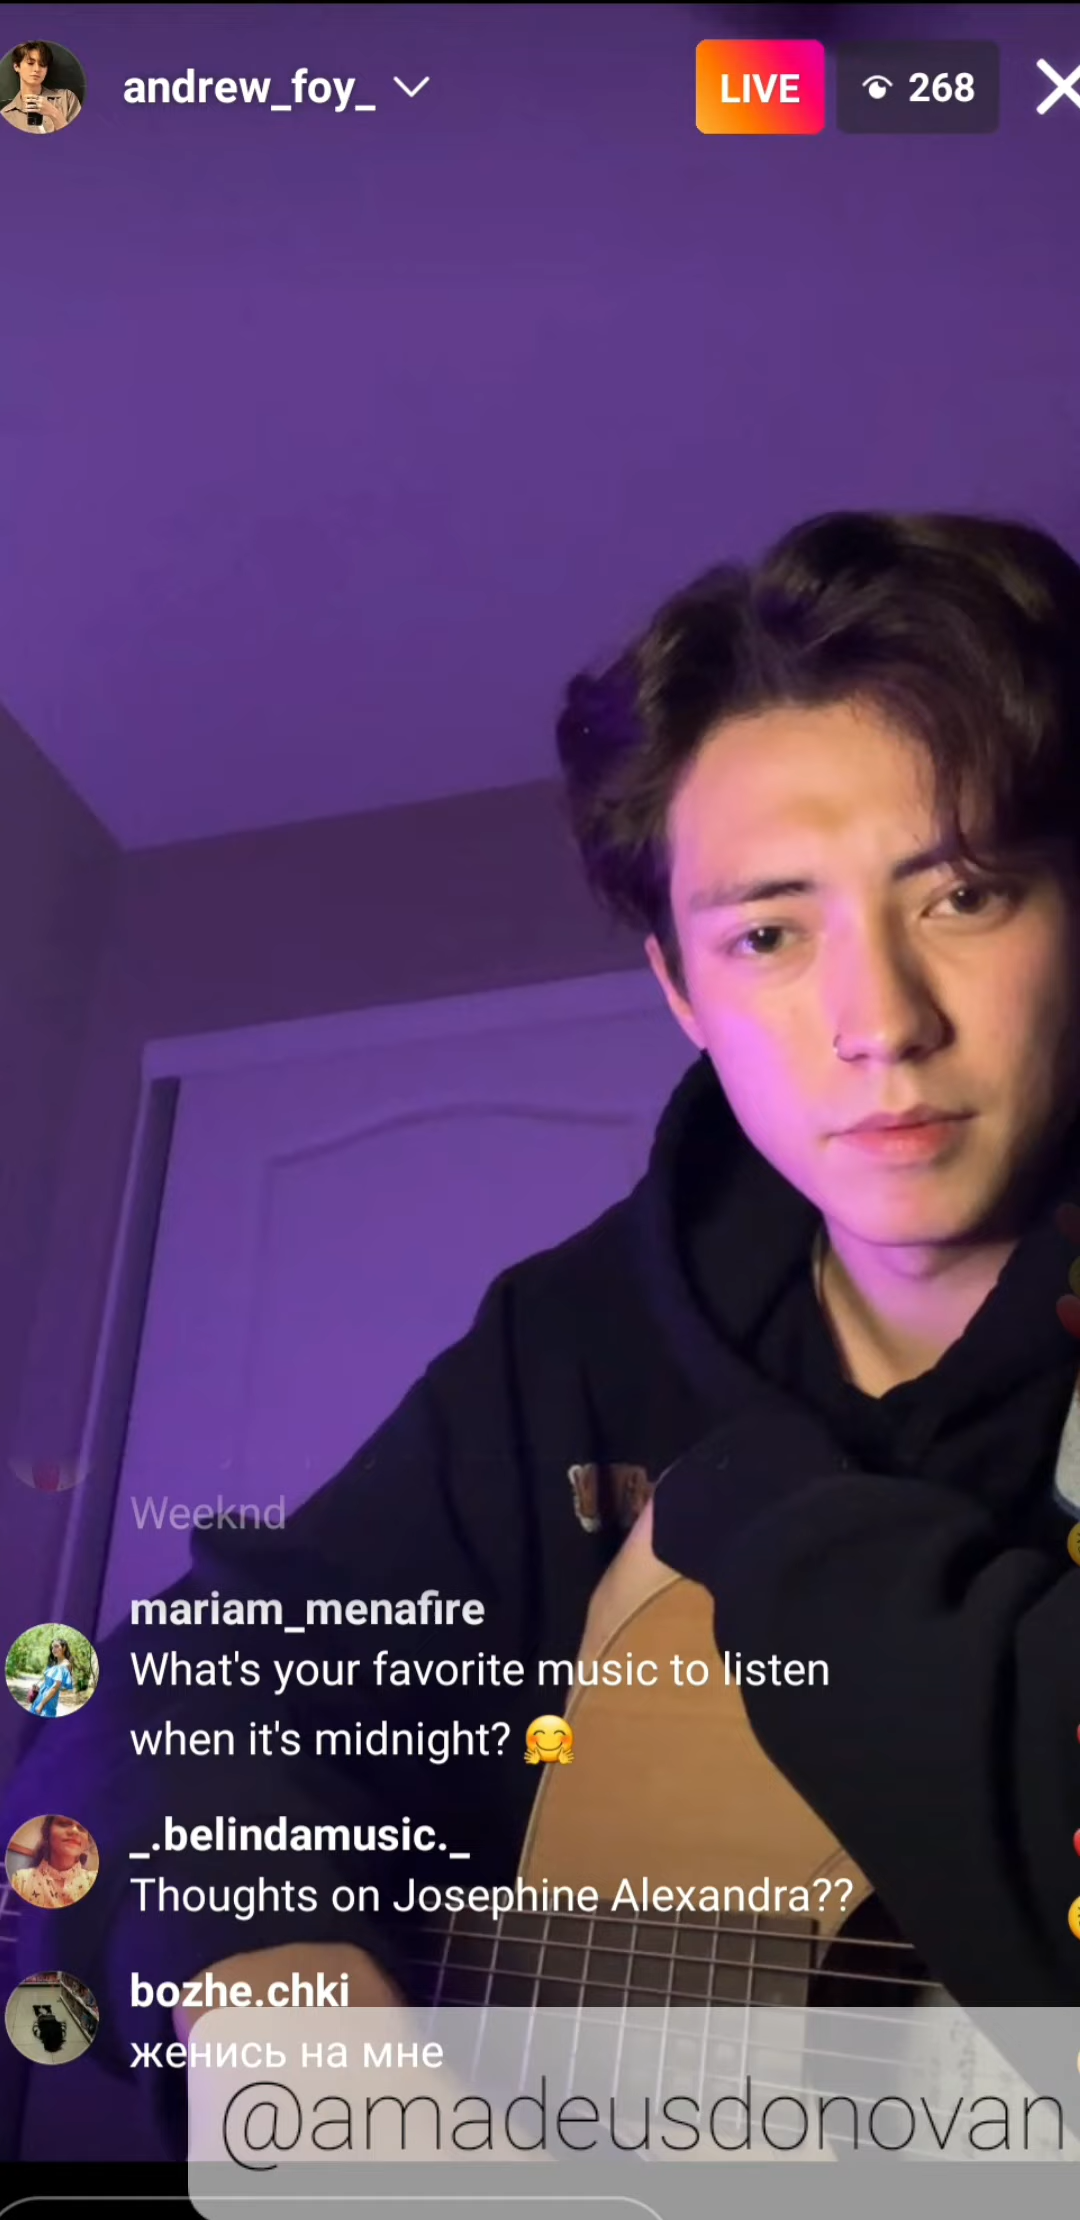 andrew_foy_
LIVE
268
Weeknd
mariam_menafire
What's your favorite music to listen
when it's midnight? 🤗
_.belindamusic._
Thoughts on Josephine Alexandra??
bozhe.chki
женись на мне
@amadeusdonovan